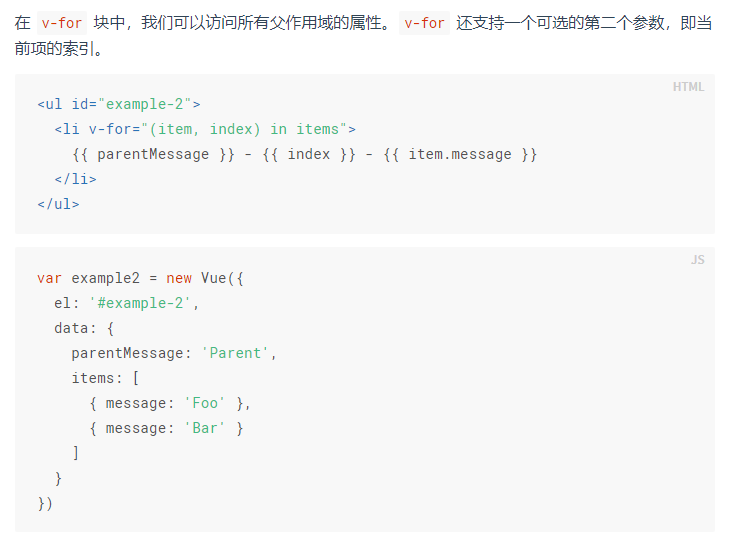 在 v-for 块中，我们可以访问所有父作用域的属性。 v-for 还支持一个可选的第二个参数，即当
前项的索引。
HTML
<ul id="example-2">
  <li v-for="(item, index) in items">
    {{ parentMessage }} - {{ index }} - {{ item.message }}
  </li>
</ul>
JS
var example2 = new Vue({
  el: '#example-2',
  data: {
    parentMessage: 'Parent',
    items: [
      { message: 'Foo' },
      { message: 'Bar' }
    ]
  }
})